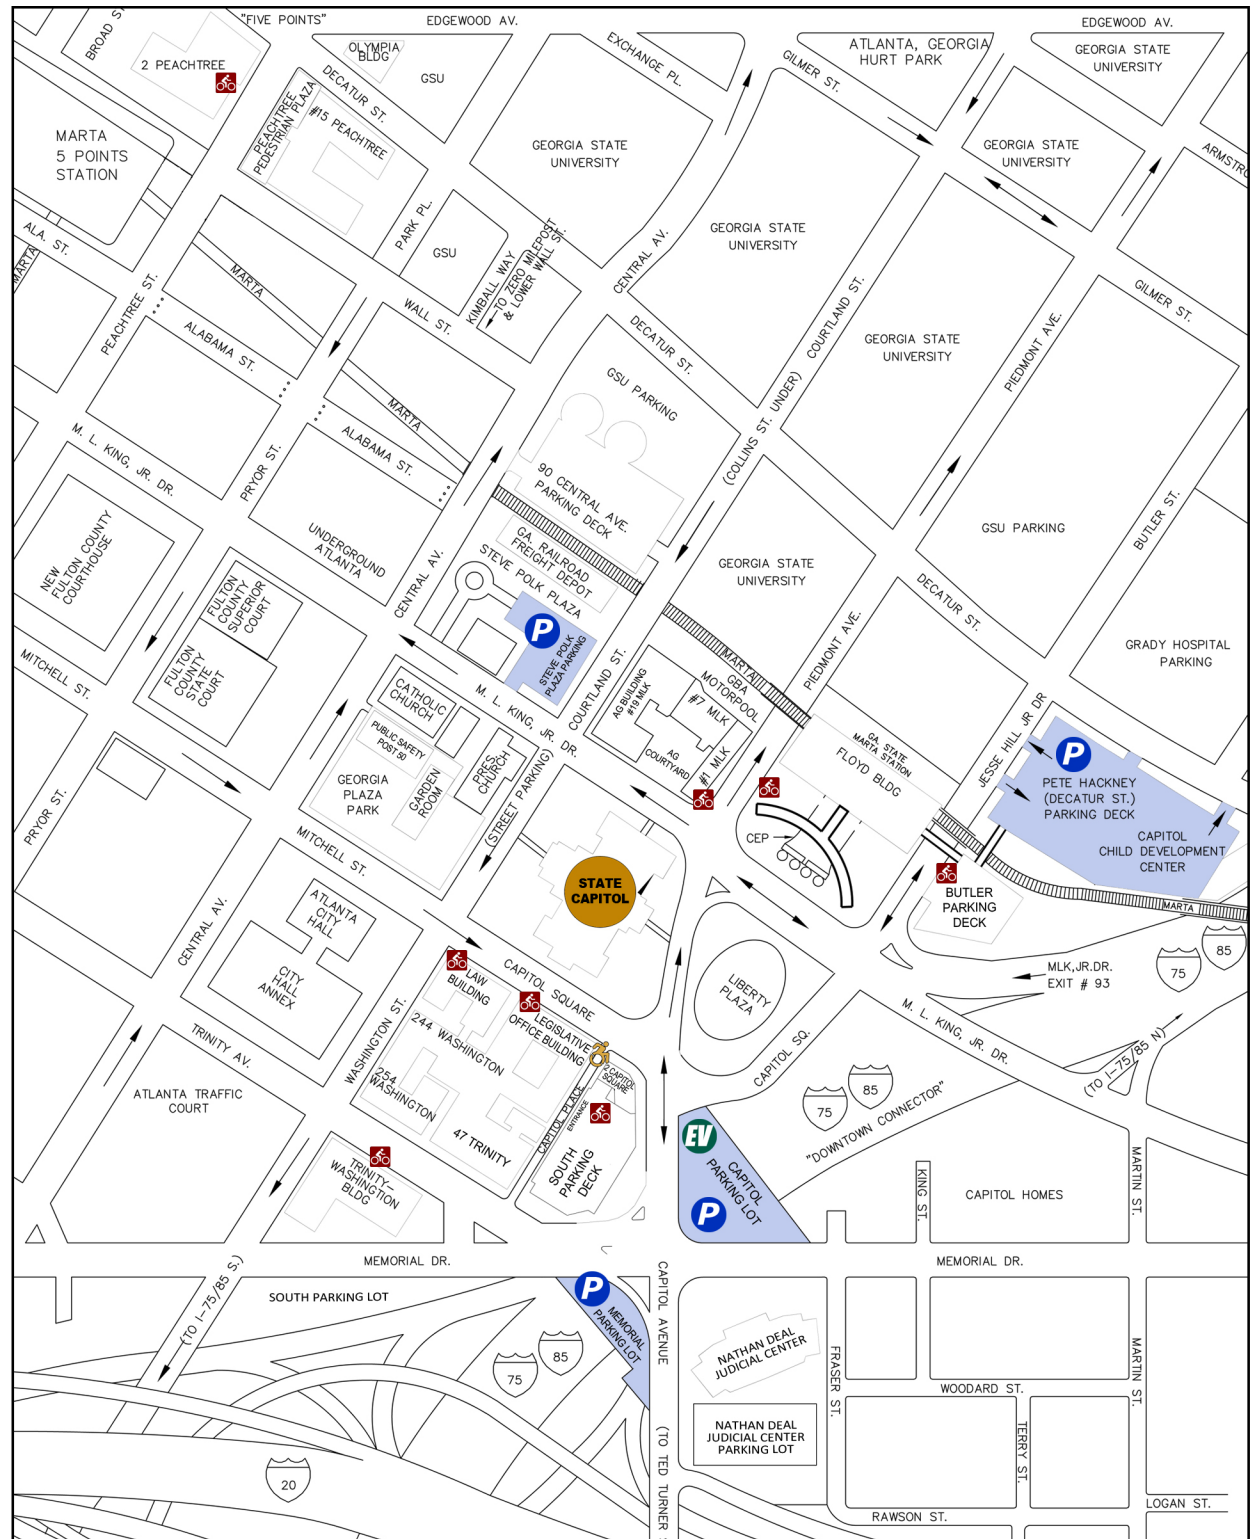 "FIVE POINTS"
EDGEWOOD AV.
EDGEWOOD AV.
BROAD S
2 PEACHTREE
OLYMPIA
BLDG
GSU
DECATUR ST.
EXCHANGE PL.
GILMER ST.
ATLANTA, GEORGIA
HURT PARK
GEORGIA STATE
UNIVERSITY
PEACHTREE
PEDESTRIAN PLAZA
#15 PEACHTREE
MARTA
5 POINTS
STATION
GEORGIA STATE
UNIVERSITY
GEORGIA STATE
UNIVERSITY
ARMSTRO
ALA. ST.
MARTA
MARTA
PARK PL.
GSU
KIMBALL WAY
TO ZERO MILEPOST
& LOWER WALL ST.
CENTRAL AV.
GEORGIA STATE
UNIVERSITY
GILMER ST.
PEACHTREE ST.
ALABAMA ST.
WALL ST.
DECATUR ST.
COURTLAND ST.
(COLLINS ST. UNDER)
GEORGIA STATE
UNIVERSITY
PIEDMONT AVE.
GSU PARKING
MARTA
ALABAMA ST.
M. L. KING, JR. DR.
PRYOR ST.
90 CENTRAL AVE.
PARKING DECK
GSU PARKING
BUTLER ST.
NEW
FULTON COUNTY
COURTHOUSE
UNDERGROUND
ATLANTA
CENTRAL AV.
GA. RAILROAD
FREIGHT DEPOT
STEVE POLK PLAZA
GEORGIA STATE
UNIVERSITY
DECATUR ST.
FULTON
COUNTY
SUPERIOR
COURT
FULTON
COUNTY
STATE
COURT
P
STEVE POLK
PLAZA PARKING
PIEDMONT AVE.
GRADY HOSPITAL
PARKING
MITCHELL ST.
CATHOLIC
CHURCH
M. L. KING, JR. DR.
COURTLAND ST.
AG BUILDING
#19 MLK
MARTA
GBA
MOTORPOOL
#7 MLK
AG
COURTYARD
#1 MLK
PUBLIC SAFETY
POST 50
GEORGIA
PLAZA
PARK
GARDEN
ROOM
PRES.
CHURCH
(STREET PARKING)
GA. STATE
MARTA STATION
FLOYD BLDG
JESSE HILL JR DR
P
PETE HACKNEY
(DECATUR ST.)
PARKING DECK
CAPITOL
CHILD DEVELOPMENT
CENTER
PRYOR ST.
MITCHELL ST.
CEP
STATE
CAPITOL
BUTLER
PARKING
DECK
MARTA
CENTRAL AV.
ATLANTA
CITY
HALL
CITY
HALL
ANNEX
LAW
BUILDING
CAPITOL SQUARE
LIBERTY
PLAZA
85
75
MLK,JR.DR.
EXIT # 93
TRINITY AV.
WASHINGTON ST.
244 WASHINGTON
LEGISLATIVE
OFFICE BUILDING
CAPITOL SQ.
M. L. KING, JR. DR.
(TO I-75/85 N)
ATLANTA TRAFFIC
COURT
254
WASHINGTON
2 CAPITOL
SQUARE
CAPITOL PLACE
ENTRANCE
85
75
"DOWNTOWN CONNECTOR"
47 TRINITY
SOUTH
PARKING
DECK
EV
CAPITOL
PARKING LOT
P
TRINITY-
WASHINGTON
BLDG
KING ST.
CAPITOL HOMES
MARTIN ST.
MEMORIAL DR.
MEMORIAL DR.
(TO I-75/85 S.)
SOUTH PARKING LOT
P
MEMORIAL
PARKING LOT
CAPITOL AVENUE
NATHAN DEAL
JUDICIAL CENTER
85
75
FRASER ST.
MARTIN ST.
WOODARD ST.
NATHAN DEAL
JUDICIAL CENTER
PARKING LOT
TERRY ST.
20
(TO TED TURNER
RAWSON ST.
LOGAN ST.